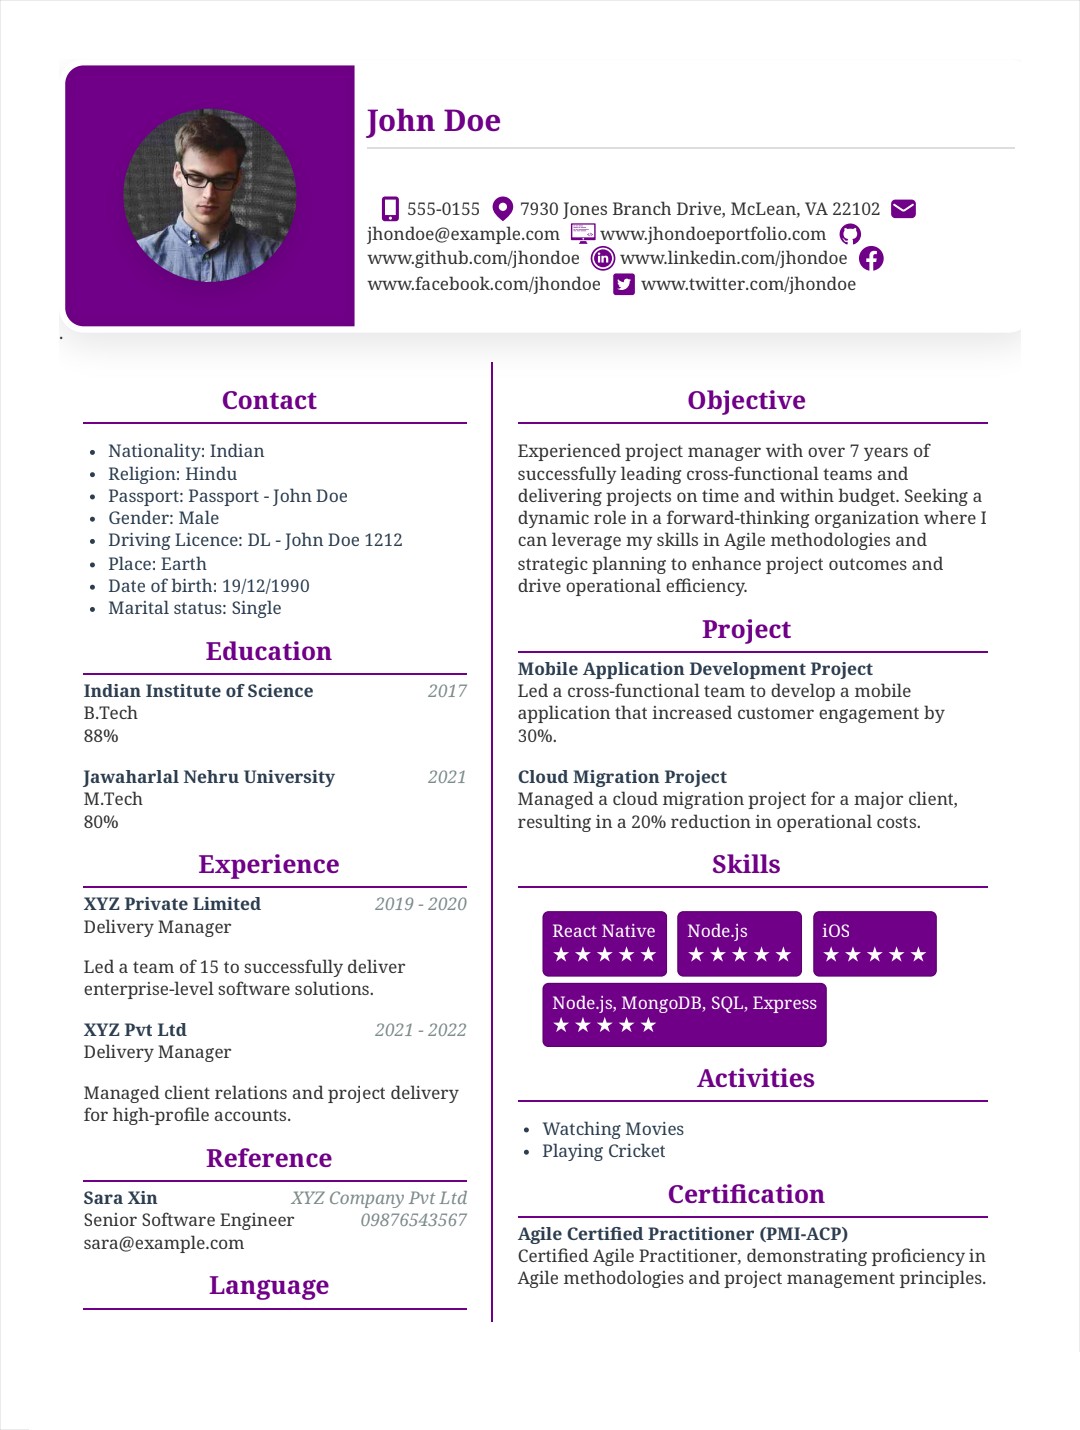 John Doe
555-0155 7930 Jones Branch Drive, McLean, VA 22102
jhondoe@example.com www.jhondoeportfolio.com
www.github.com/jhondoe www.linkedin.com/jhondoe
www.facebook.com/jhondoe www.twitter.com/jhondoe
.
Contact
• Nationality: Indian
• Religion: Hindu
• Passport: Passport - John Doe
• Gender: Male
• Driving Licence: DL - John Doe 1212
• Place: Earth
• Date of birth: 19/12/1990
• Marital status: Single
Education
Indian Institute of Science 2017
B.Tech
88%
Jawaharlal Nehru University 2021
M.Tech
80%
Experience
XYZ Private Limited 2019 - 2020
Delivery Manager
Led a team of 15 to successfully deliver
enterprise-level software solutions.
XYZ Pvt Ltd 2021 - 2022
Delivery Manager
Managed client relations and project delivery
for high-profile accounts.
Reference
Sara Xin XYZ Company Pvt Ltd
Senior Software Engineer 09876543567
sara@example.com
Language
Objective
Experienced project manager with over 7 years of
successfully leading cross-functional teams and
delivering projects on time and within budget. Seeking a
dynamic role in a forward-thinking organization where I
can leverage my skills in Agile methodologies and
strategic planning to enhance project outcomes and
drive operational efficiency.
Project
Mobile Application Development Project
Led a cross-functional team to develop a mobile
application that increased customer engagement by
30%.
Cloud Migration Project
Managed a cloud migration project for a major client,
resulting in a 20% reduction in operational costs.
Skills
React Native Node.js iOS
★ ★ ★ ★ ★ ★ ★ ★ ★ ★ ★ ★ ★ ★ ★
Node.js, MongoDB, SQL, Express
★ ★ ★ ★ ★
Activities
• Watching Movies
• Playing Cricket
Certification
Agile Certified Practitioner (PMI-ACP)
Certified Agile Practitioner, demonstrating proficiency in
Agile methodologies and project management principles.